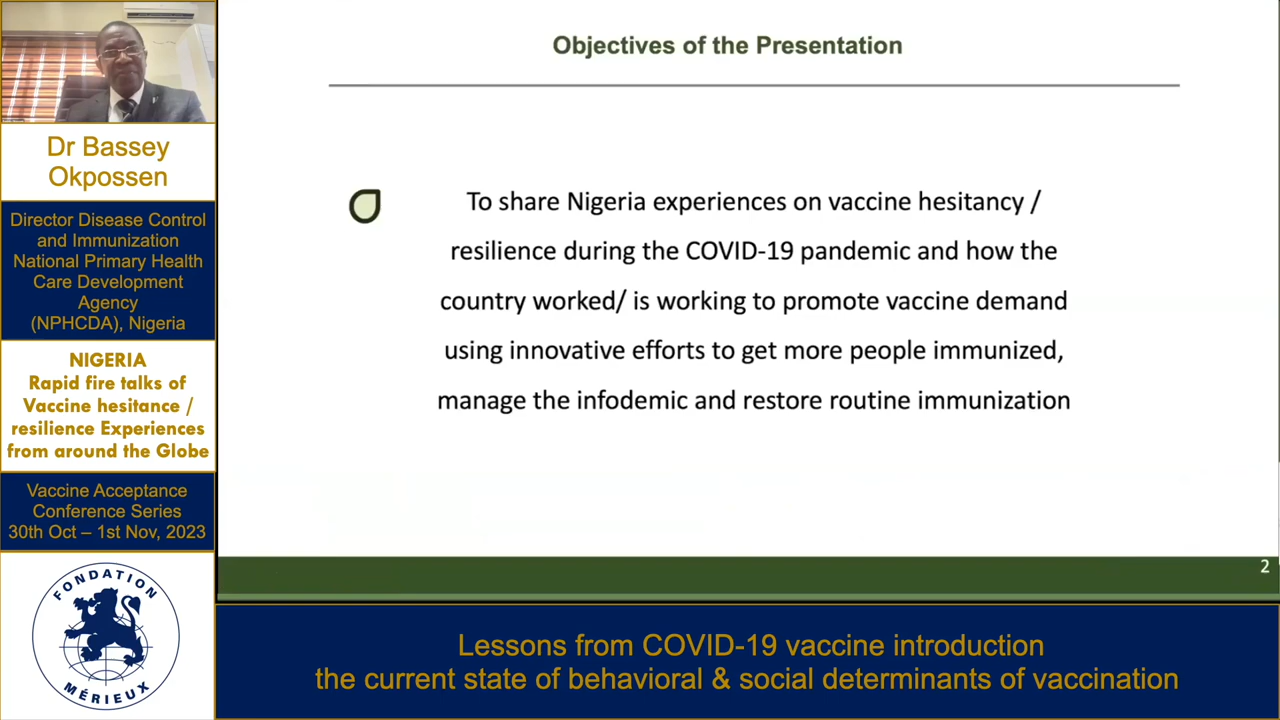 Dr Bassey
Okpossen
Director Disease Control
and Immunization
National Primary Health
Care Development
Agency
(NPHCDA), Nigeria
NIGERIA
Rapid fire talks of
Vaccine hesitance /
resilience Experiences
from around the Globe
Vaccine Acceptance
Conference Series
30th Oct – 1st Nov, 2023
FONDATION
MÉRIEUX
Objectives of the Presentation
To share Nigeria experiences on vaccine hesitancy /
resilience during the COVID-19 pandemic and how the
country worked/ is working to promote vaccine demand
using innovative efforts to get more people immunized,
manage the infodemic and restore routine immunization
2
Lessons from COVID-19 vaccine introduction
the current state of behavioral & social determinants of vaccination